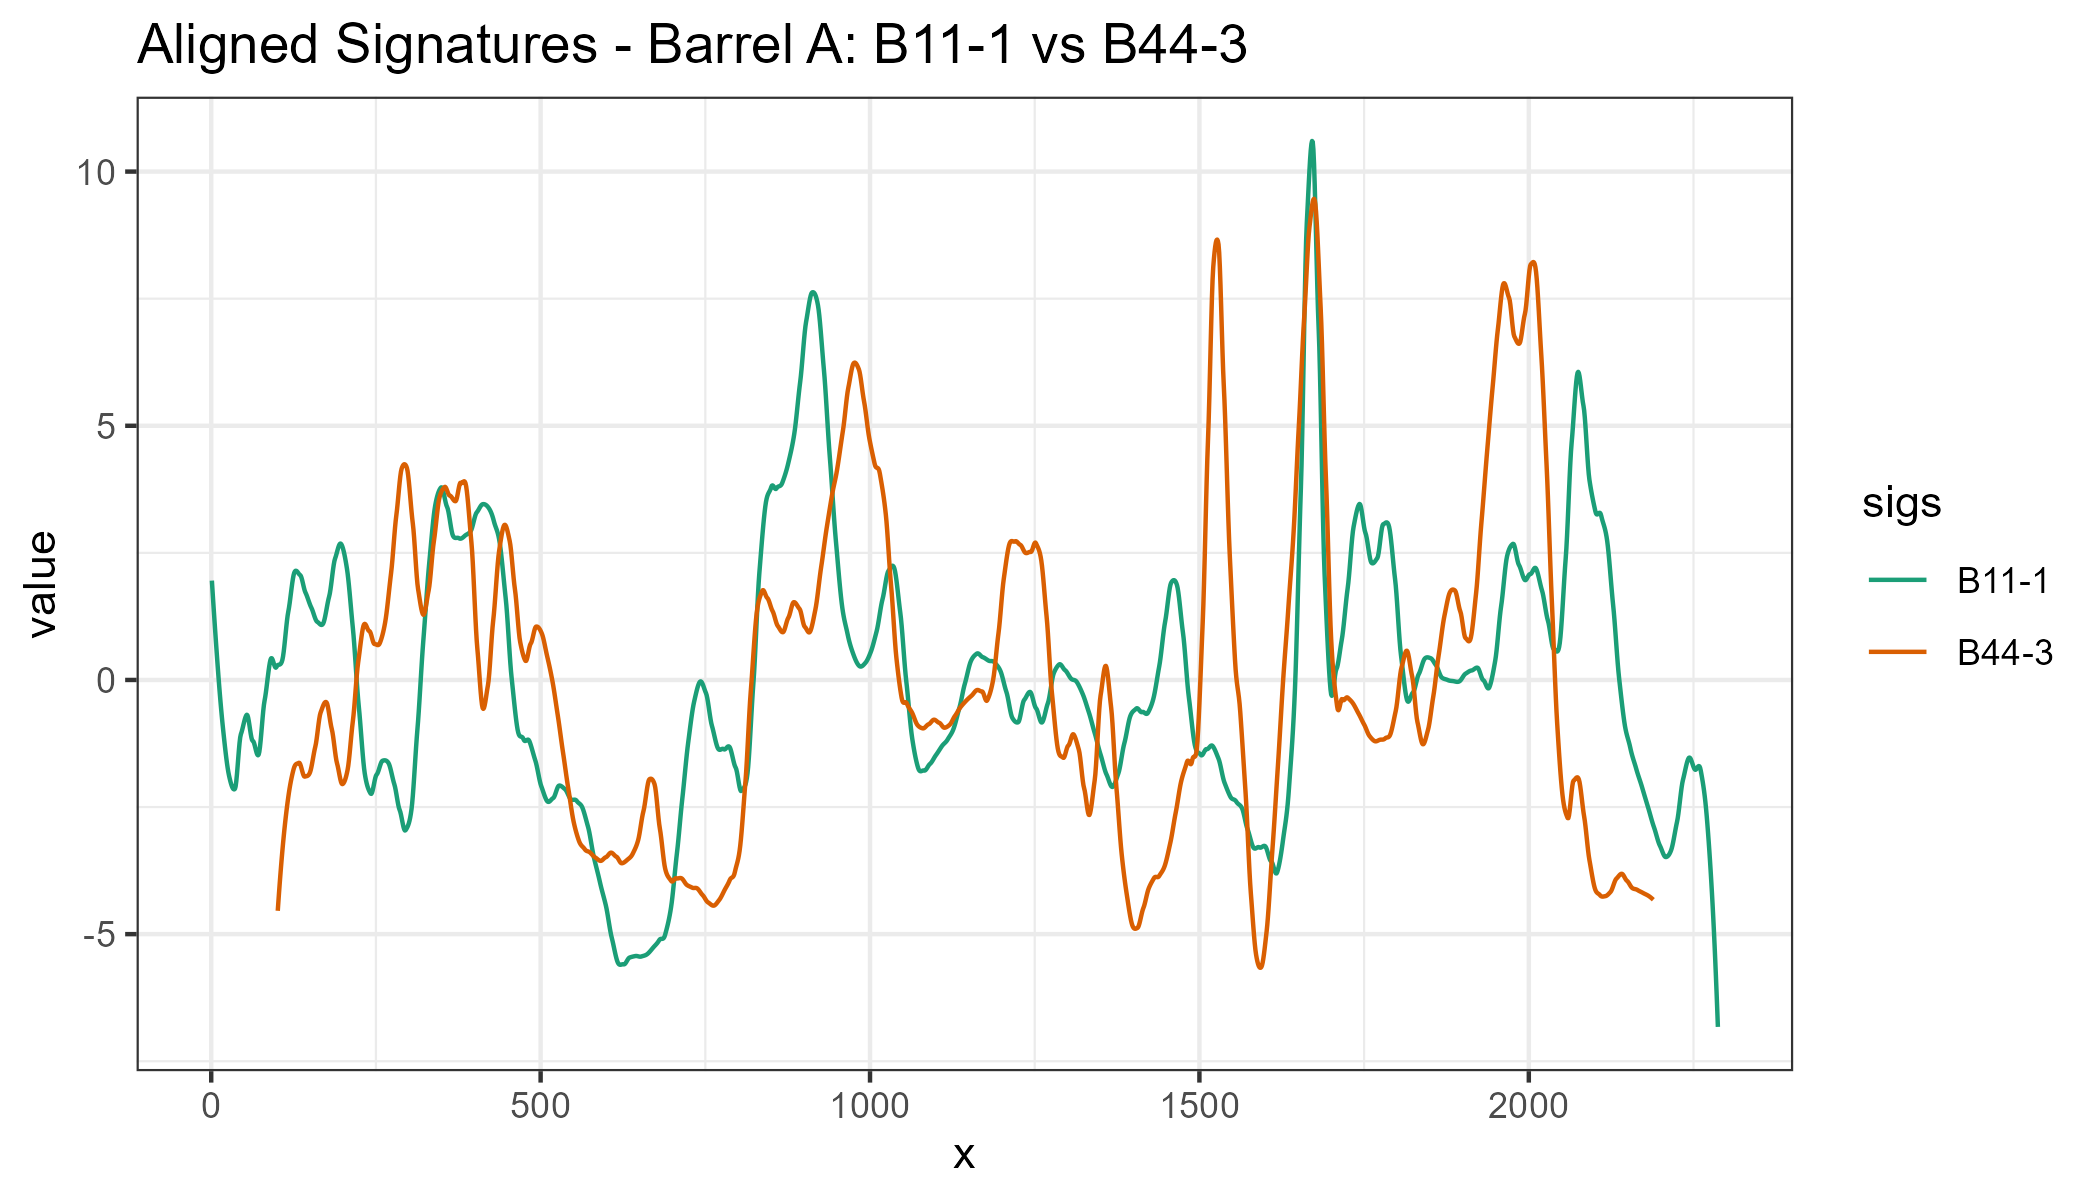 Aligned Signatures - Barrel A: B11-1 vs B44-3
10
5
0
-5
value
0 500 1000 1500 2000
x
sigs
B11-1
B44-3